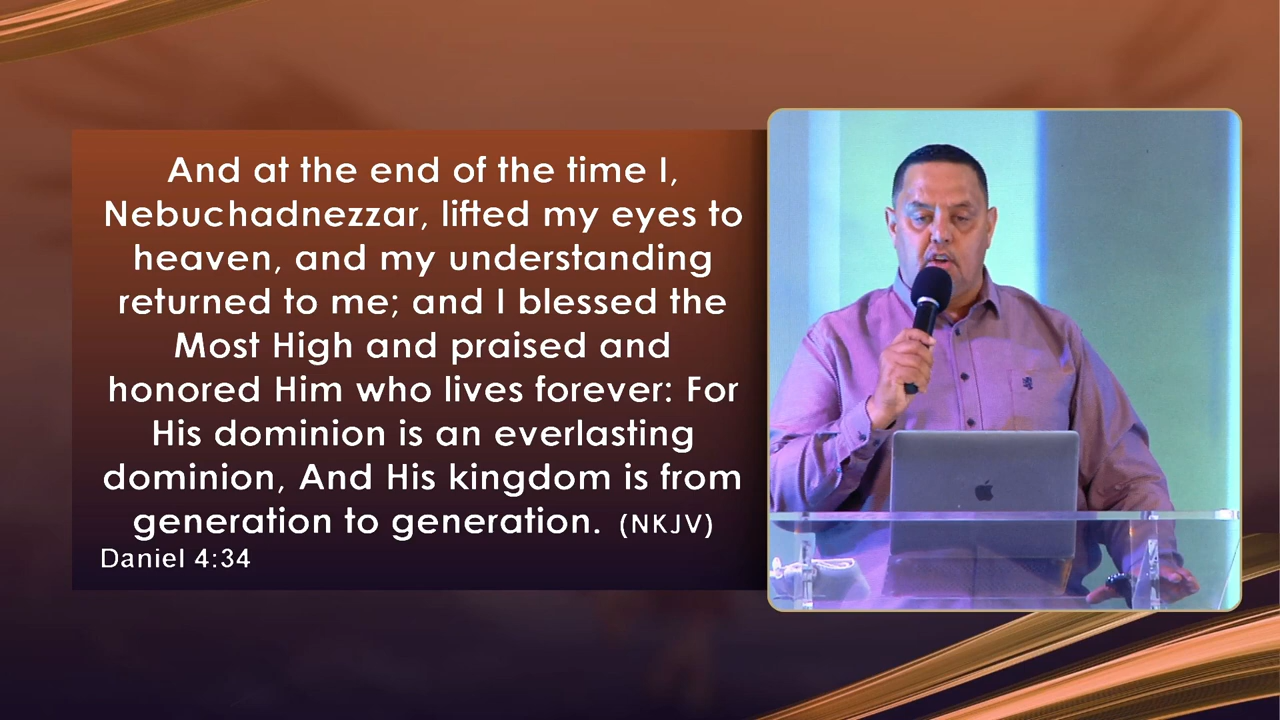 And at the end of the time I,
Nebuchadnezzar, lifted my eyes to
heaven, and my understanding
returned to me; and I blessed the
Most High and praised and
honored Him who lives forever: For
His dominion is an everlasting
dominion, And His kingdom is from
generation to generation. (NKJV)
Daniel 4:34